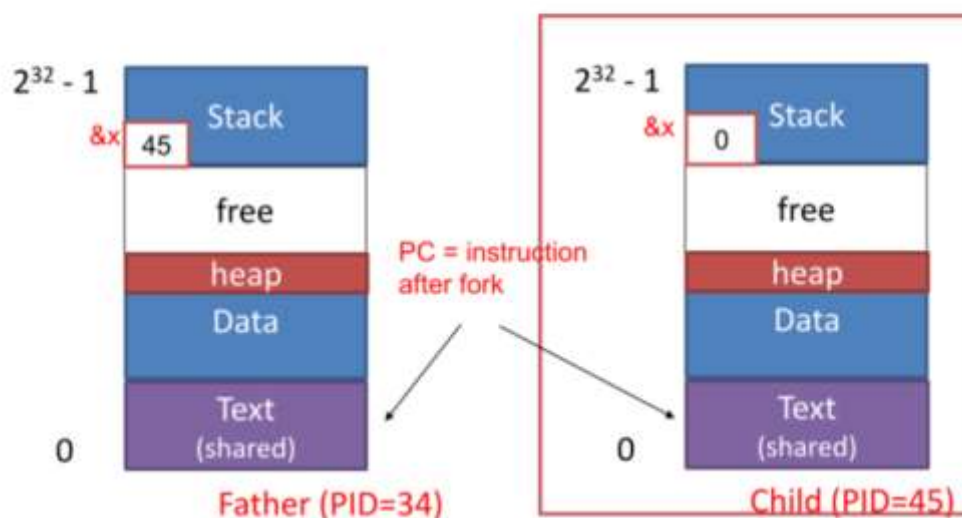 2³² - 1
Stack
&x
45
free
heap
Data
Text
(shared)
0
Father (PID=34)
PC = instruction
after fork
2³² - 1
Stack
&x
0
free
heap
Data
Text
(shared)
0
Child (PID=45)